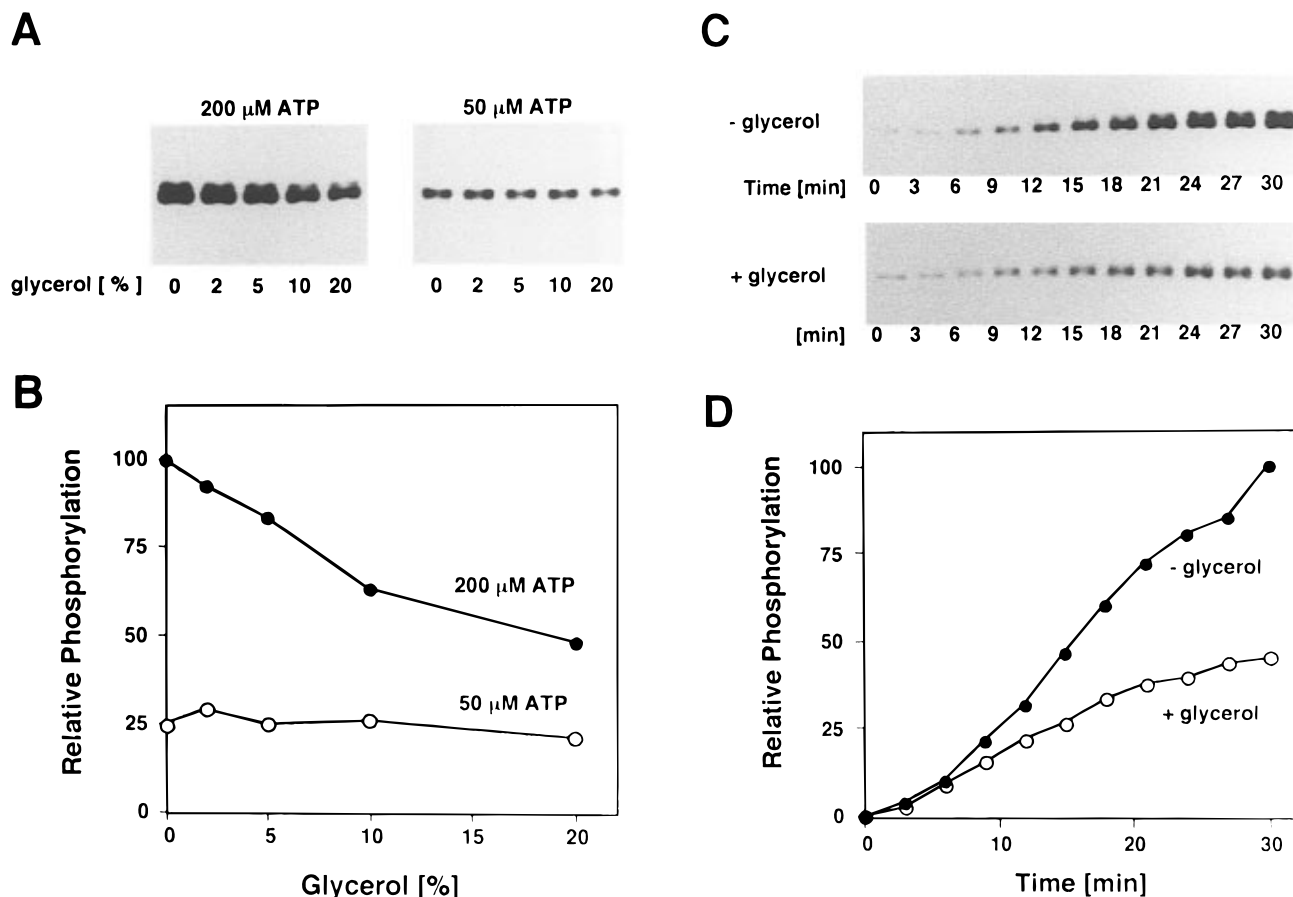 A
200 µM ATP
50 µM ATP
glycerol [ % ]
0 2 5 10 20
0 2 5 10 20
B
Relative Phosphorylation
100
75
50
25
0
200 µM ATP
50 µM ATP
0 5 10 15 20
Glycerol [%]
C
- glycerol
Time [min] 0 3 6 9 12 15 18 21 24 27 30
+ glycerol
[min] 0 3 6 9 12 15 18 21 24 27 30
D
Relative Phosphorylation
100
75
50
25
0
- glycerol
+ glycerol
0 10 20 30
Time [min]